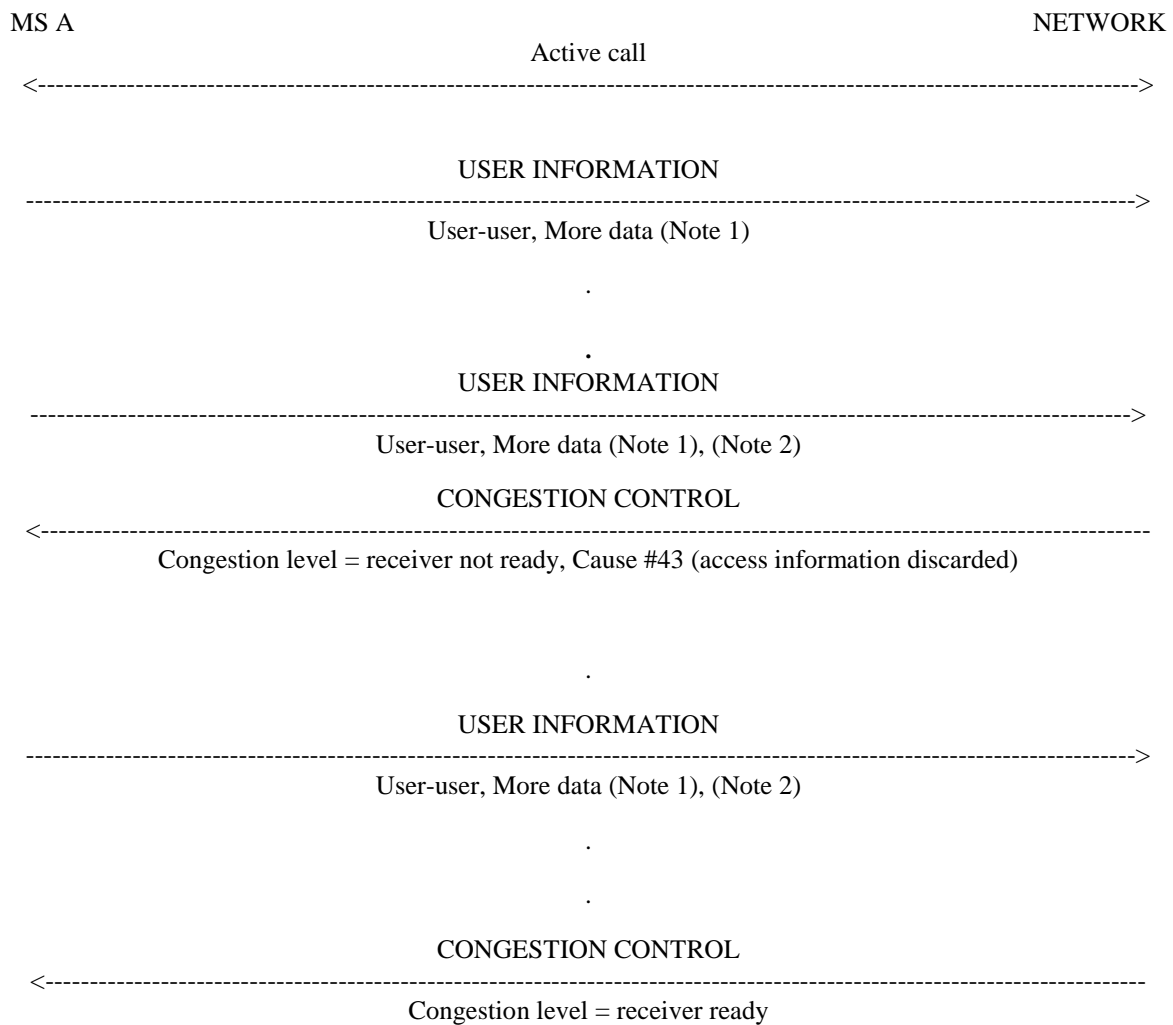 MS A NETWORK
Active call
<----------------------------------------------------------------------------------------------------------------------------->
USER INFORMATION
------------------------------------------------------------------------------------------------------------------------------>
User-user, More data (Note 1)
.
.
USER INFORMATION
----------------------------------------------------------------------------------------------------------------------------->
User-user, More data (Note 1), (Note 2)
CONGESTION CONTROL
<------------------------------------------------------------------------------------------------------------------------------
Congestion level = receiver not ready, Cause #43 (access information discarded)
.
USER INFORMATION
------------------------------------------------------------------------------------------------------------------------------>
User-user, More data (Note 1), (Note 2)
.
.
CONGESTION CONTROL
<-----------------------------------------------------------------------------------------------------------------------------
Congestion level = receiver ready